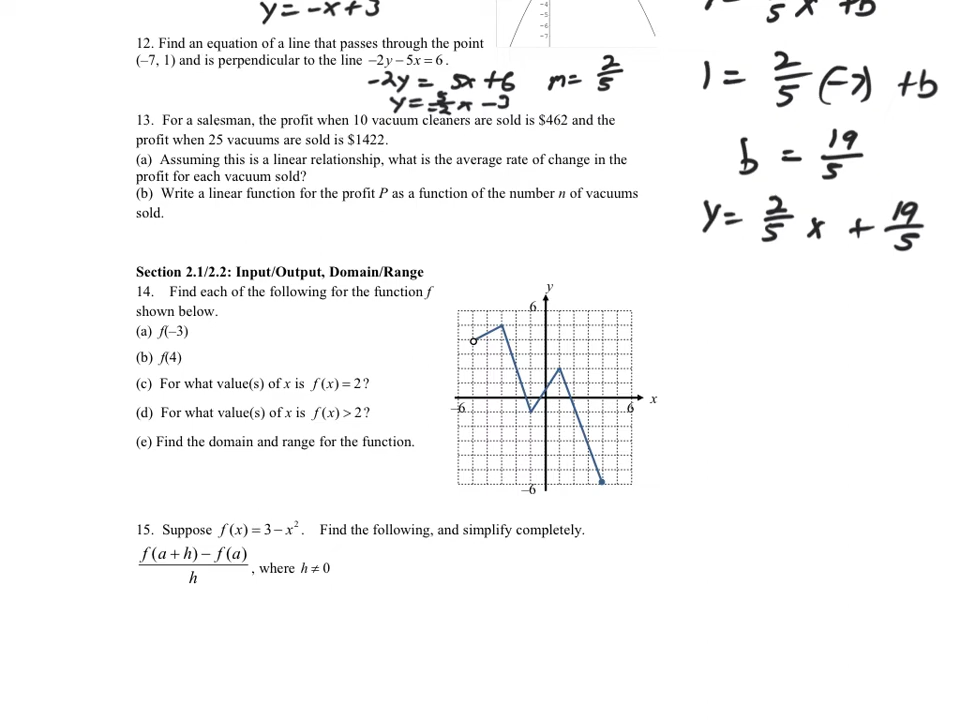 y = -x + 3
12. Find an equation of a line that passes through the point
(–7, 1) and is perpendicular to the line –2y – 5x = 6.
-2y = 5x + 6    m = 2/5
y = -5/2 x - 3
13. For a salesman, the profit when 10 vacuum cleaners are sold is $462 and the
profit when 25 vacuums are sold is $1422.
(a) Assuming this is a linear relationship, what is the average rate of change in the
profit for each vacuum sold?
(b) Write a linear function for the profit P as a function of the number n of vacuums
sold.
5 x + b
1 = 2/5 (-7) + b
b = 19/5
y = 2/5 x + 19/5
Section 2.1/2.2: Input/Output, Domain/Range
14. Find each of the following for the function f
shown below.
(a) f(–3)
(b) f(4)
(c) For what value(s) of x is f(x) = 2?
(d) For what value(s) of x is f(x) > 2?
(e) Find the domain and range for the function.
y
6
x
–6
6
–6
15. Suppose f(x) = 3 – x². Find the following, and simplify completely.
f(a + h) – f(a)
h
, where h ≠ 0